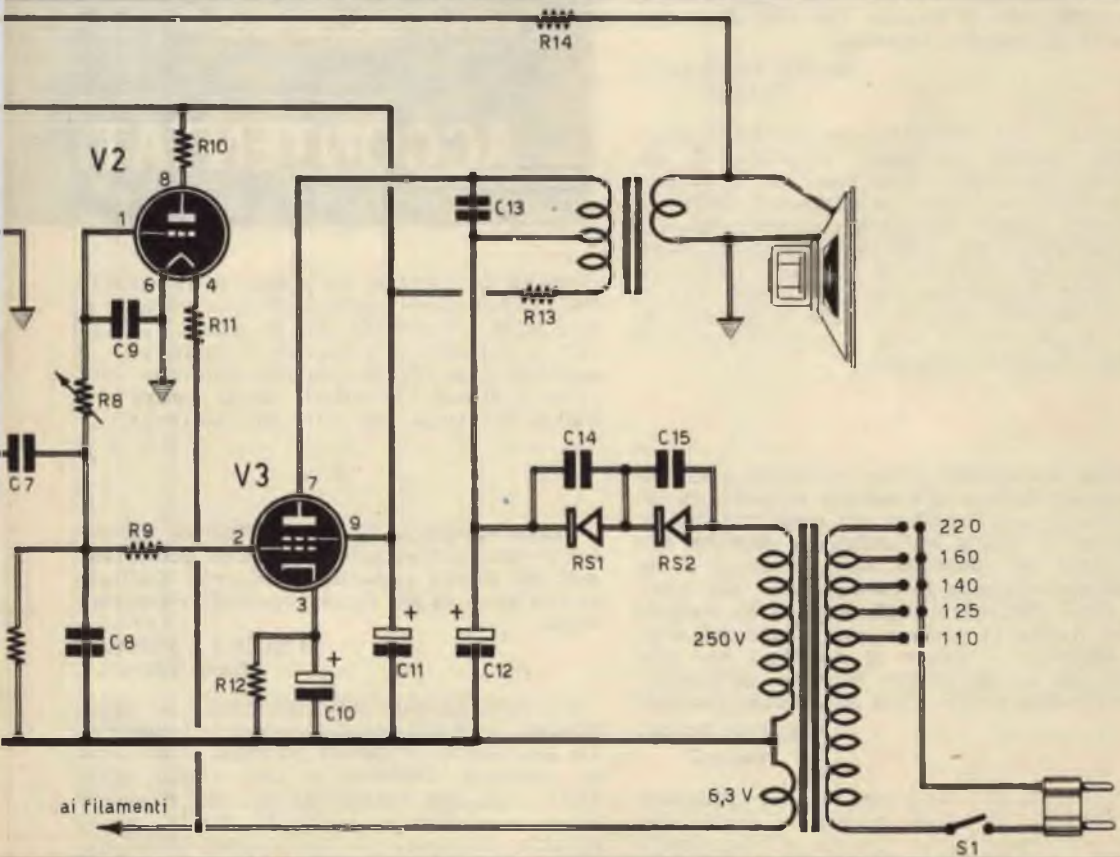 R14
R10
V2
8
1
C13
6
4
R11
R13
C9
R8
C14
C15
C7
V3
7
R9
2
9
RS1
RS2
220
160
140
125
110
3
+
+
250 V
C8
C11
C12
R12
+
C10
6,3 V
ai filamenti
S1